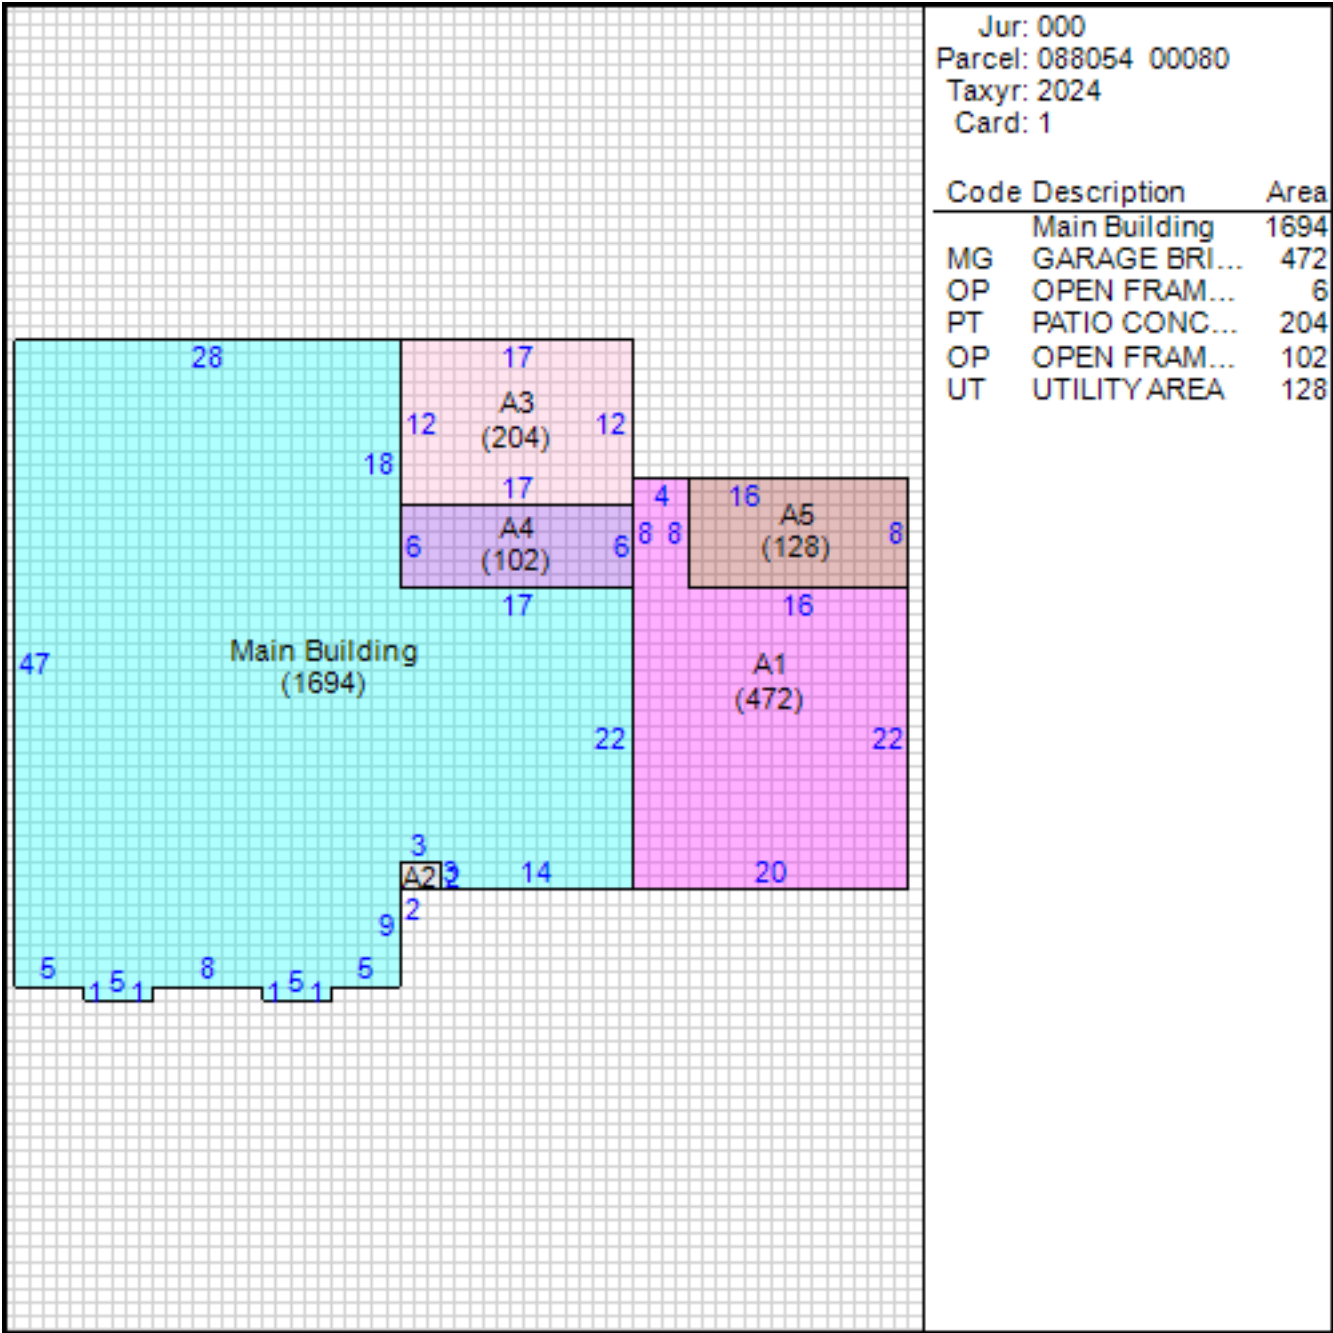 Jur: 000
Parcel: 088054 00080
Taxyr: 2024
Card: 1
Code Description Area
Main Building 1694
MG GARAGE BRI... 472
OP OPEN FRAM... 6
PT PATIO CONC... 204
OP OPEN FRAM... 102
UT UTILITY AREA 128
28
17
A3
12 12
(204)
18
17
4 16
A5
A4
6 6
8 8 8
(102)
(128)
17
16
Main Building
47
(1694)
A1
(472)
22
22
3
A2
14
20
2
9
5 8 5
1 5 1
1 5 1